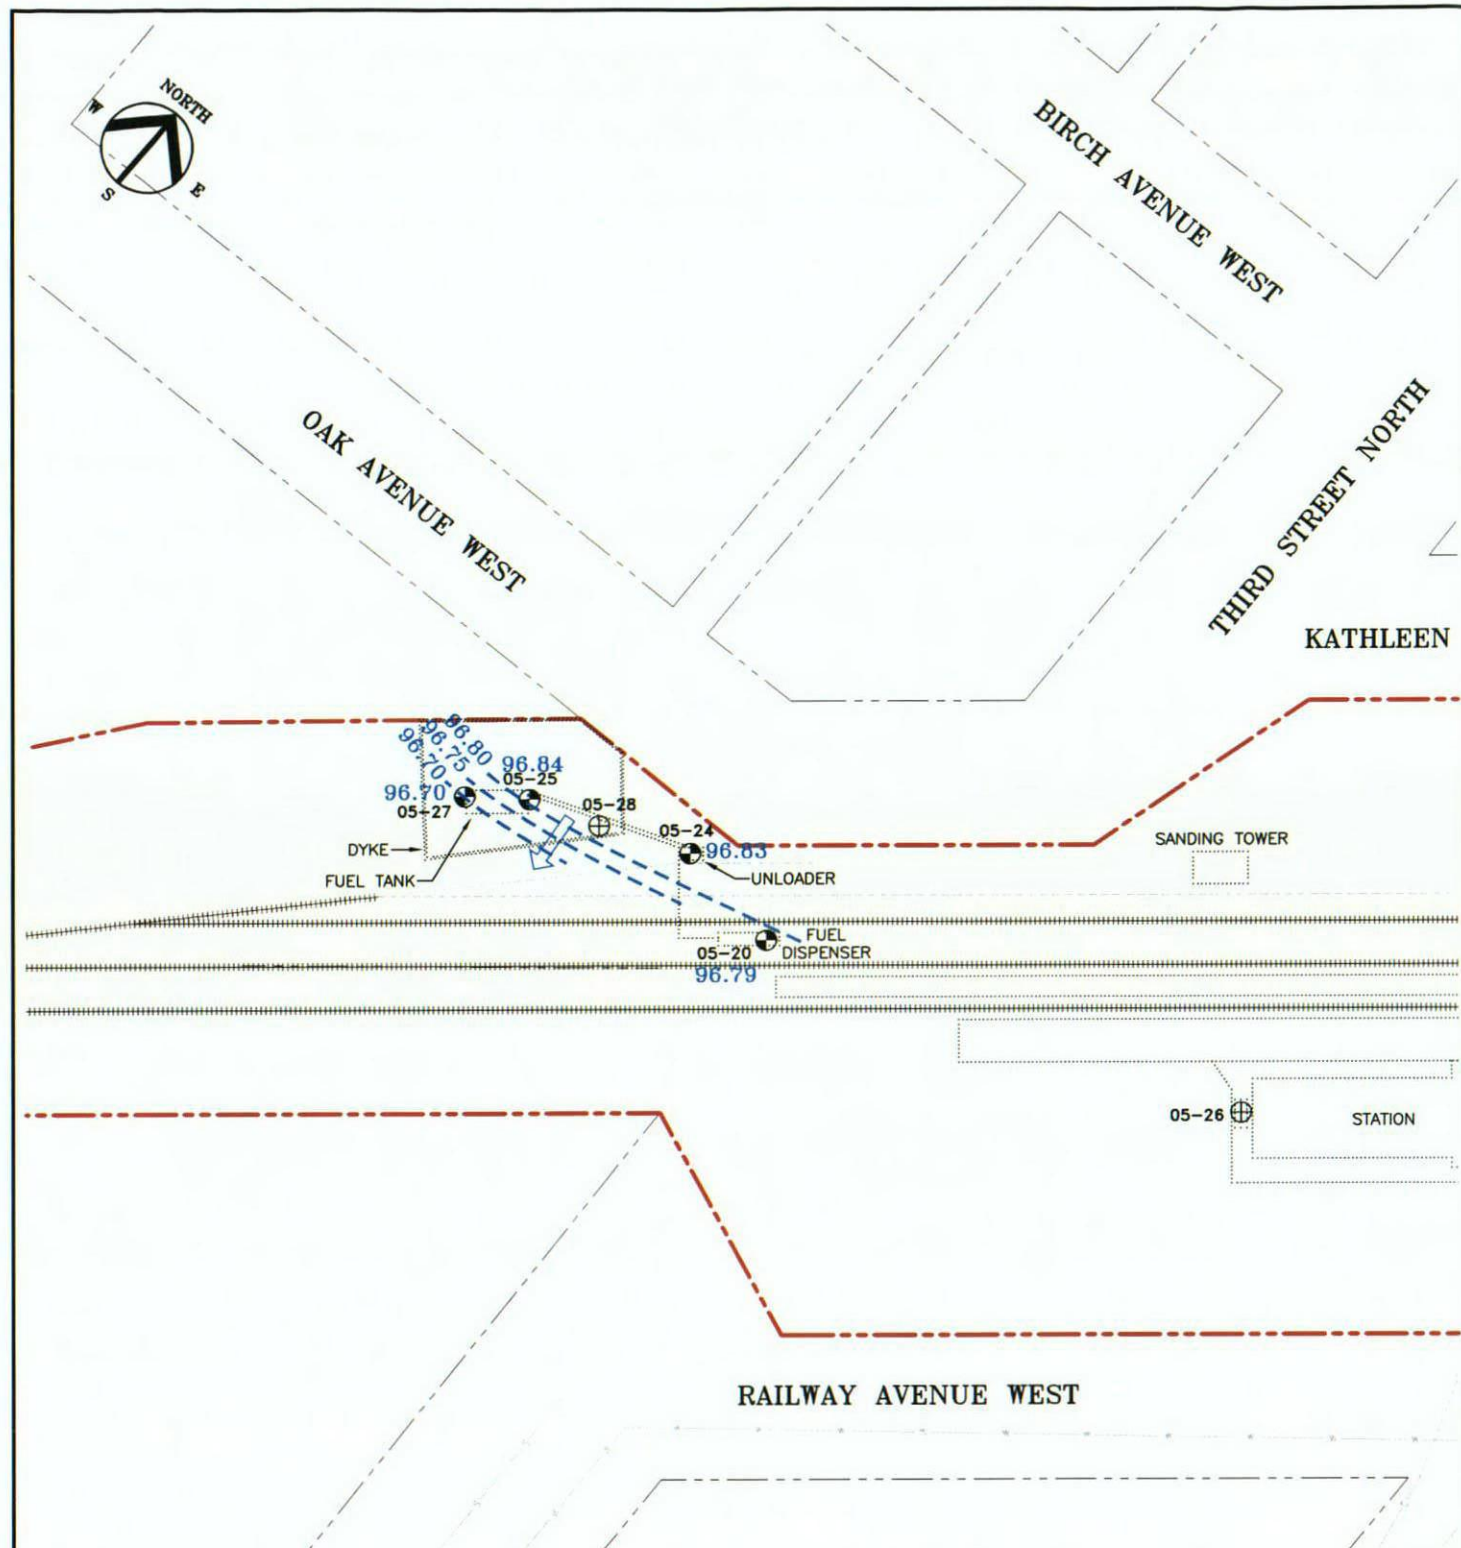 NORTH
W
S
E
BIRCH AVENUE WEST
OAK AVENUE WEST
THIRD STREET NORTH
KATHLEEN
96.80
96.75
96.70
96.84
05-25
96.70
05-27
05-28
05-24
96.83
DYKE
FUEL TANK
UNLOADER
SANDING TOWER
05-20
FUEL
DISPENSER
96.79
05-26
STATION
RAILWAY AVENUE WEST